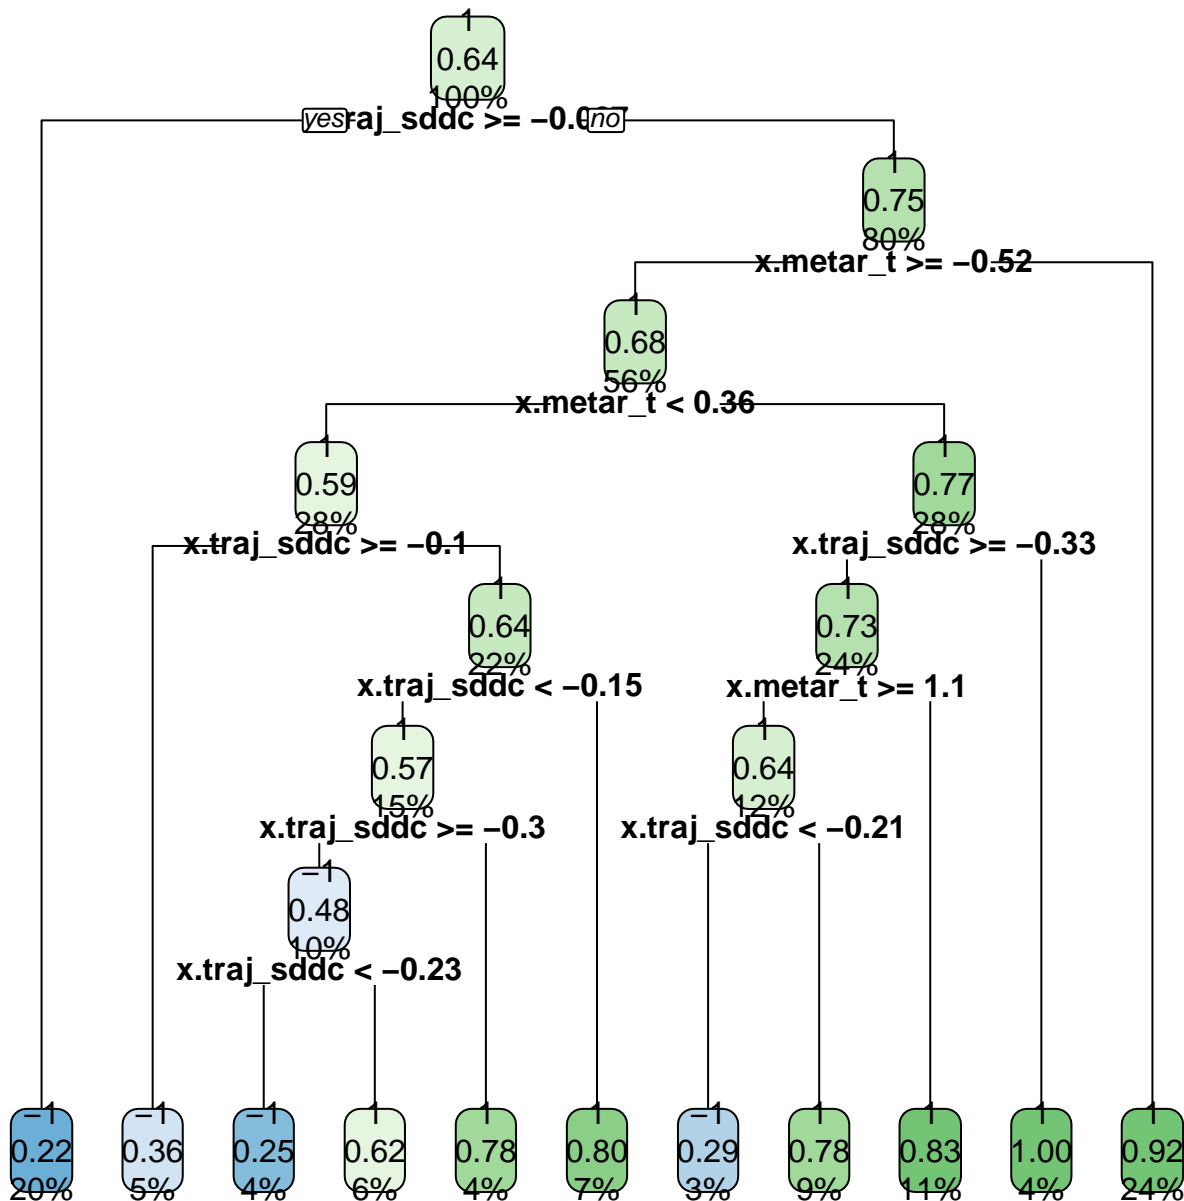 1
0.64
100%
yes raj_sddc >= −0. no
1
0.75
80%
x.metar_t >= −0.52
1
0.68
56%
x.metar_t < 0.36
1 1
0.59 0.77
28% 28%
x.traj_sddc >= −0.1 x.traj_sddc >= −0.33
1 1
0.64 0.73
22% 24%
x.traj_sddc < −0.15 x.metar_t >= 1.1
1 1
0.57 0.64
15% 12%
x.traj_sddc >= −0.3 x.traj_sddc < −0.21
−1
0.48
10%
x.traj_sddc < −0.23
−1 −1 −1 1 1 1 −1 1 1 1 1
0.22 0.36 0.25 0.62 0.78 0.80 0.29 0.78 0.83 1.00 0.92
20% 5% 4% 6% 4% 7% 3% 9% 11% 4% 24%